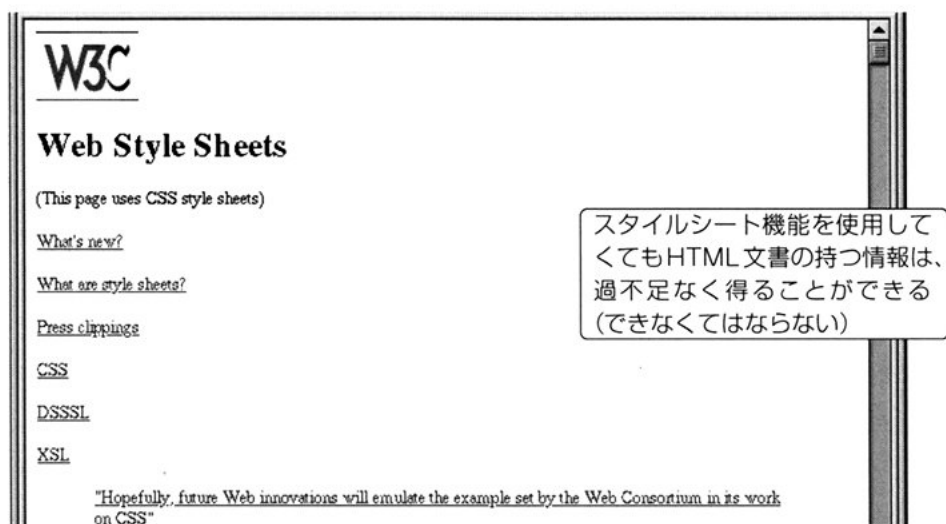 W3C
Web Style Sheets
(This page uses CSS style sheets)
What's new?
What are style sheets?
Press clippings
CSS
DSSSL
XSL
"Hopefully, future Web innovations will emulate the example set by the Web Consortium in its work
on CSS"
スタイルシート機能を使用して
くてもHTML文書の持つ情報は、
過不足なく得ることができる
(できなくてはならない)